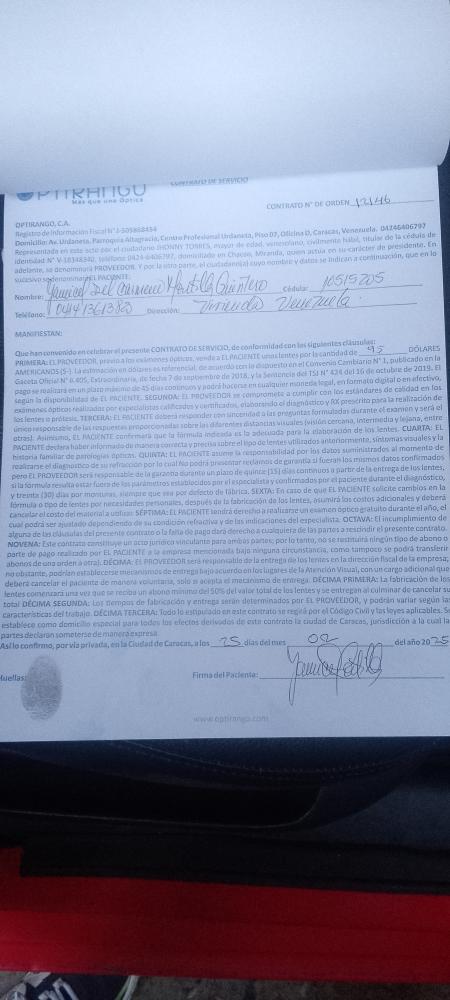 CONTRATO DE SERVICIO
OPTIRANGO
Más que una Óptica
CONTRATO N° DE ORDEN 12146
OPTIRANGO, C.A.
Registro de Información Fiscal N° J-505868454
Domicilio: Av. Urdaneta, Parroquia Altagracia, Centro Profesional Urdaneta, Piso 07, Oficina D, Caracas, Venezuela. 04246406797
Representada en este acto por el ciudadano JHONNY TORRES, mayor de edad, venezolano, civilmente hábil, titular de la cédula de
identidad N° V-18348340, teléfono 0424-6406797, domiciliado en Chacao, Miranda, quien actúa en su carácter de presidente. En
adelante, se denominará PROVEEDOR. Y por la otra parte, el ciudadano(a) cuyo nombre y datos se indican a continuación, que en lo
sucesivo se denominará EL PACIENTE:
Nombre: del Carmen Cédula: 10515205
Teléfono: 04141361383 Dirección: Miranda Venezuela
MANIFIESTAN:
Que han convenido en celebrar el presente CONTRATO DE SERVICIO, de conformidad con las siguientes cláusulas:
PRIMERA: EL PROVEEDOR, previo a los exámenes ópticos, vende a EL PACIENTE unos lentes por la cantidad de 95 DÓLARES
AMERICANOS ($-). La estimación en dólares es referencial, de acuerdo con lo dispuesto en el Convenio Cambiario N° 1, publicado en la
Gaceta Oficial N° 6.405, Extraordinaria, de fecha 7 de septiembre de 2018, y la Sentencia del TSJ N° 424 del 16 de octubre de 2019. El
pago se realizará en un plazo máximo de 45 días continuos y podrá hacerse en cualquier moneda legal, en formato digital o en efectivo,
según la disponibilidad de EL PACIENTE. SEGUNDA: EL PROVEEDOR se compromete a cumplir con los estándares de calidad en los
exámenes ópticos realizados por especialistas calificados y certificados, elaborando el diagnóstico y RX prescrito para la realización de
los lentes o prótesis. TERCERA: EL PACIENTE deberá responder con sinceridad a las preguntas formuladas durante el examen y será el
único responsable de las respuestas proporcionadas sobre las diferentes distancias visuales (visión cercana, intermedia y lejana, entre
otras). Asimismo, EL PACIENTE confirmará que la fórmula indicada es la adecuada para la elaboración de los lentes. CUARTA: EL
PACIENTE declara haber informado de manera correcta y precisa sobre el tipo de lentes utilizados anteriormente, síntomas visuales y la
historia familiar de patologías ópticas. QUINTA: EL PACIENTE asume la responsabilidad por los datos suministrados al momento de
realizarse el diagnóstico de su refracción por lo cual No podrá presentar reclamos de garantía si fueran los mismos datos confirmados
pero EL PROVEEDOR será responsable de la garantía durante un plazo de quince (15) días continuos a partir de la entrega de los lentes,
si la fórmula resulta estar fuera de los parámetros establecidos por el especialista y confirmados por el paciente durante el diagnóstico,
y treinta (30) días por monturas, siempre que sea por defecto de fábrica. SEXTA: En caso de que EL PACIENTE solicite cambios en la
fórmula o tipo de lentes por necesidades personales, después de la fabricación de los lentes, asumirá los costos adicionales y deberá
cancelar el costo del material a utilizar. SÉPTIMA: EL PACIENTE tendrá derecho a realizarse un examen óptico gratuito durante el año, el
cual podrá ser ajustado dependiendo de su condición refractiva y de las indicaciones del especialista. OCTAVA: El incumplimiento de
alguna de las cláusulas del presente contrato o la falta de pago dará derecho a cualquiera de las partes a rescindir el presente contrato.
NOVENA: Este contrato constituye un acto jurídico vinculante para ambas partes; por lo tanto, no se restituirá ningún tipo de abono o
parte de pago realizado por EL PACIENTE a la empresa mencionada bajo ninguna circunstancia, como tampoco se podrá transferir
abonos de una orden a otra). DÉCIMA: El PROVEEDOR será responsable de la entrega de los lentes en la dirección fiscal de la empresa;
no obstante, podrían establecerse mecanismos de entrega bajo acuerdo en los lugares de la Atención Visual, con un cargo adicional que
deberá cancelar el paciente de manera voluntaria, solo si acepta el mecanismo de entrega. DÉCIMA PRIMERA: La fabricación de los
lentes comenzará una vez que se reciba un abono mínimo del 50% del valor total de los lentes y se entregan al culminar de cancelar su
total DÉCIMA SEGUNDA: Los tiempos de fabricación y entrega serán determinados por EL PROVEEDOR, y podrán variar según las
características del trabajo. DÉCIMA TERCERA: Todo lo estipulado en este contrato se regirá por el Código Civil y las leyes aplicables. Se
establece como domicilio especial para todos los efectos derivados de este contrato la ciudad de Caracas, jurisdicción a la cual las
partes declaran someterse de manera expresa.
Así lo confirmo, por vía privada, en la Ciudad de Caracas, a los 25 días del mes 02 del año 2025
Huellas: Firma del Paciente:
www.optirango.com